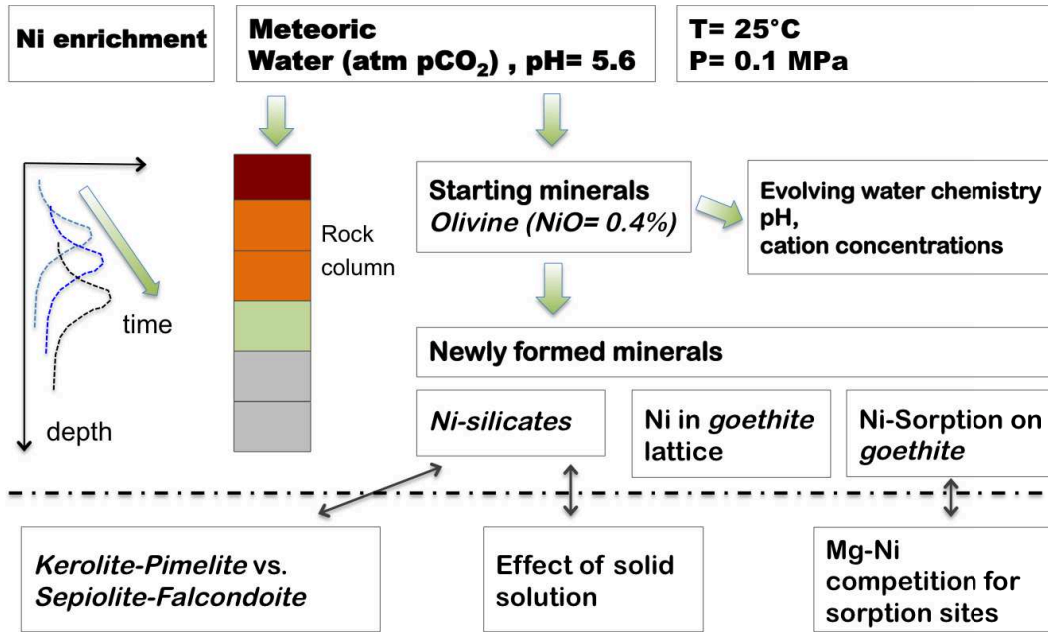 Ni enrichment
Meteoric
Water (atm pCO₂) , pH= 5.6
T= 25°C
P= 0.1 MPa
Starting minerals
Olivine (NiO= 0.4%)
Evolving water chemistry
pH,
cation concentrations
Rock
column
time
depth
Newly formed minerals
Ni-silicates
Ni in goethite
lattice
Ni-Sorption on
goethite
Kerolite-Pimelite vs.
Sepiolite-Falcondoite
Effect of solid
solution
Mg-Ni
competition for
sorption sites